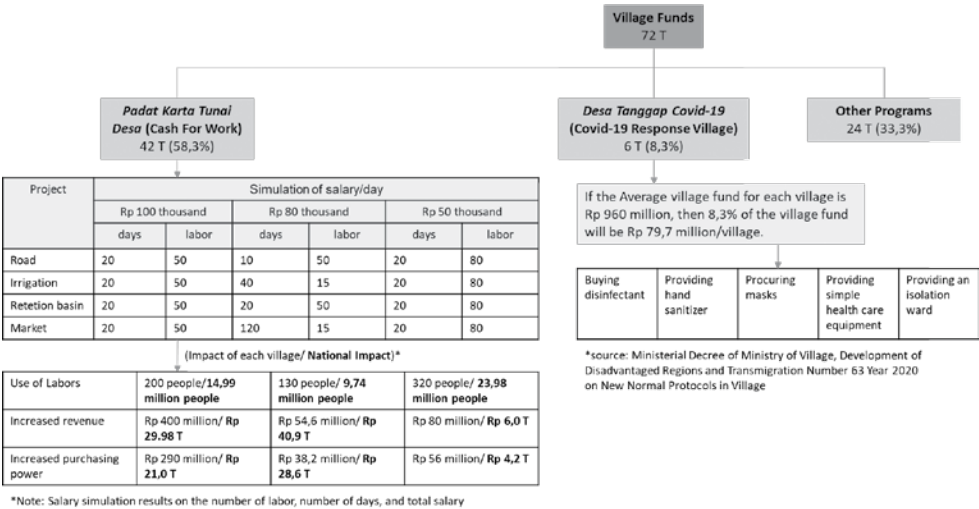 Village Funds
72 T
Padat Karta Tunai
Desa (Cash For Work)
42 T (58,3%)
Desa Tanggap Covid-19
(Covid-19 Response Village)
6 T (8,3%)
Other Programs
24 T (33,3%)
Project
Simulation of salary/day
Rp 100 thousand
Rp 80 thousand
Rp 50 thousand
days
labor
days
labor
days
labor
Road
20
50
10
50
20
80
Irrigation
20
50
40
15
20
80
Retetion basin
20
50
20
50
20
80
Market
20
50
120
15
20
80
If the Average village fund for each village is
Rp 960 million, then 8,3% of the village fund
will be Rp 79,7 million/village.
Buying
disinfectant
Providing
hand
sanitizer
Procuring
masks
Providing
simple
health care
equipment
Providing an
isolation
ward
*source: Ministerial Decree of Ministry of Village, Development of
Disadvantaged Regions and Transmigration Number 63 Year 2020
on New Normal Protocols in Village
(Impact of each village/ National Impact)*
Use of Labors
200 people/14,99
million people
130 people/ 9,74
million people
320 people/ 23,98
million people
Increased revenue
Rp 400 million/ Rp
29.98 T
Rp 54,6 million/ Rp
40,9 T
Rp 80 million/ Rp 6,0 T
Increased purchasing
power
Rp 290 million/ Rp
21,0 T
Rp 38,2 million/ Rp
28,6 T
Rp 56 million/ Rp 4,2 T
*Note: Salary simulation results on the number of labor, number of days, and total salary